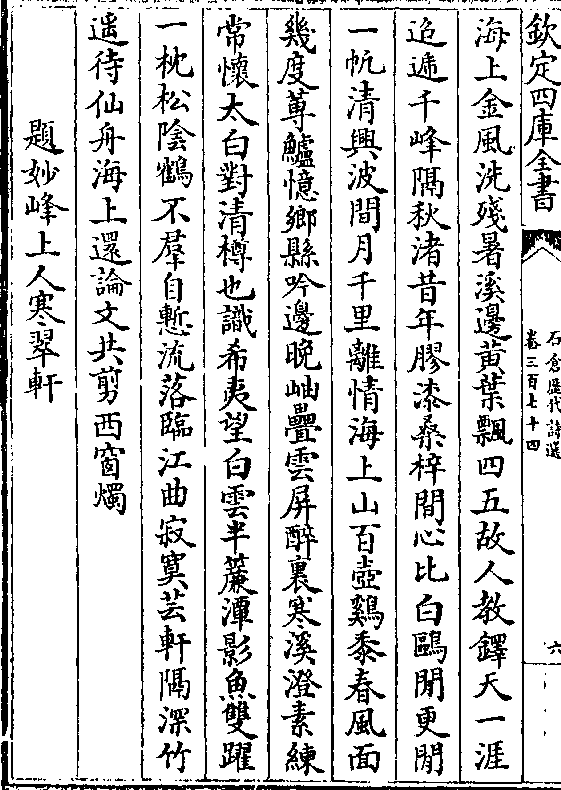 欽定四庫全書
石倉歷代詩選
卷三百七十四
六
海上金風洗殘暑溪邊黃葉飄四五故人教鐸天一涯
迢遞千峰隔秋渚昔年膠漆桑梓間心比白鷗閒更閒
一帆清興波間月千里離情海上山百壺鷄黍春風面
幾度蓴鱸憶鄉縣吟邊晚岫疊雲屏醉裏寒溪澄素練
常懷太白對清樽也識希夷望白雲半簾潭影魚雙躍
一枕松陰鶴不羣自慙流落臨江曲寂寞芸軒隔深竹
遥待仙舟海上還論文共剪西窗燭
題妙峰上人寒翠軒